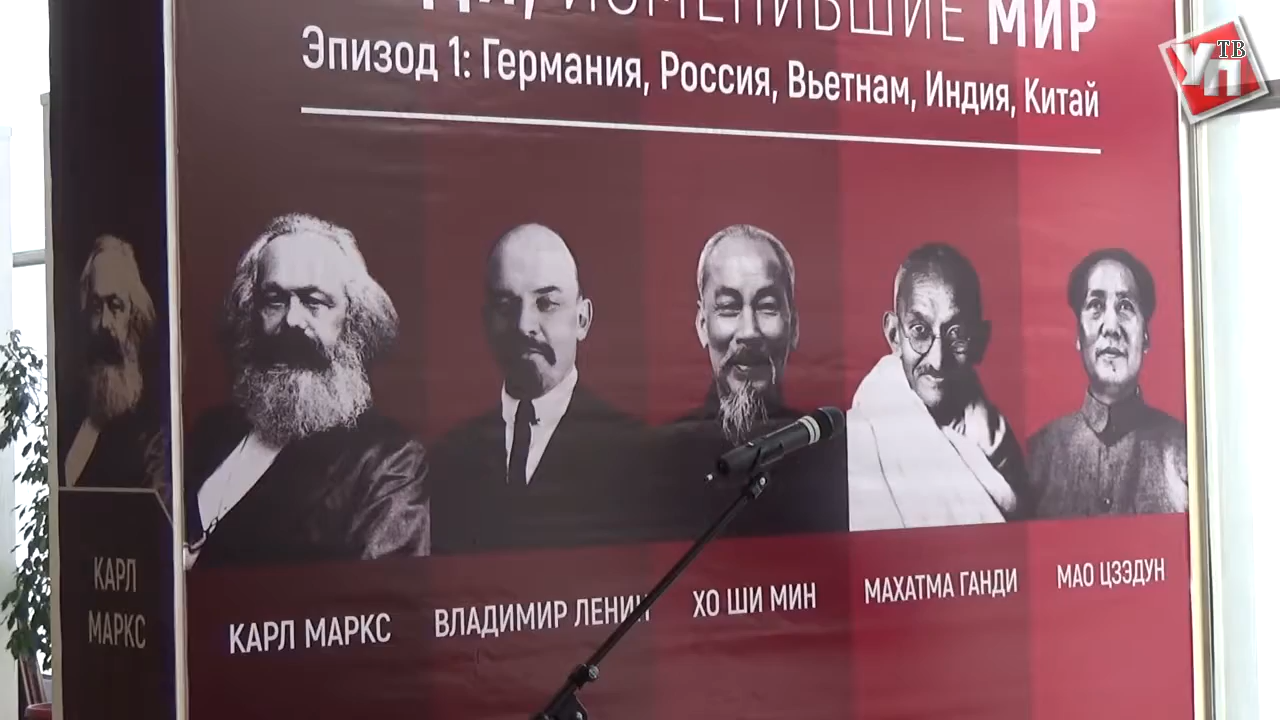 ИЗМЕНИВШИЕ МИР
Эпизод 1: Германия, Россия, Вьетнам, Индия, Китай
УП ТВ
КАРЛ
МАРКС
КАРЛ МАРКС
ВЛАДИМИР ЛЕНИН
ХО ШИ МИН
МАХАТМА ГАНДИ
МАО ЦЗЭДУН